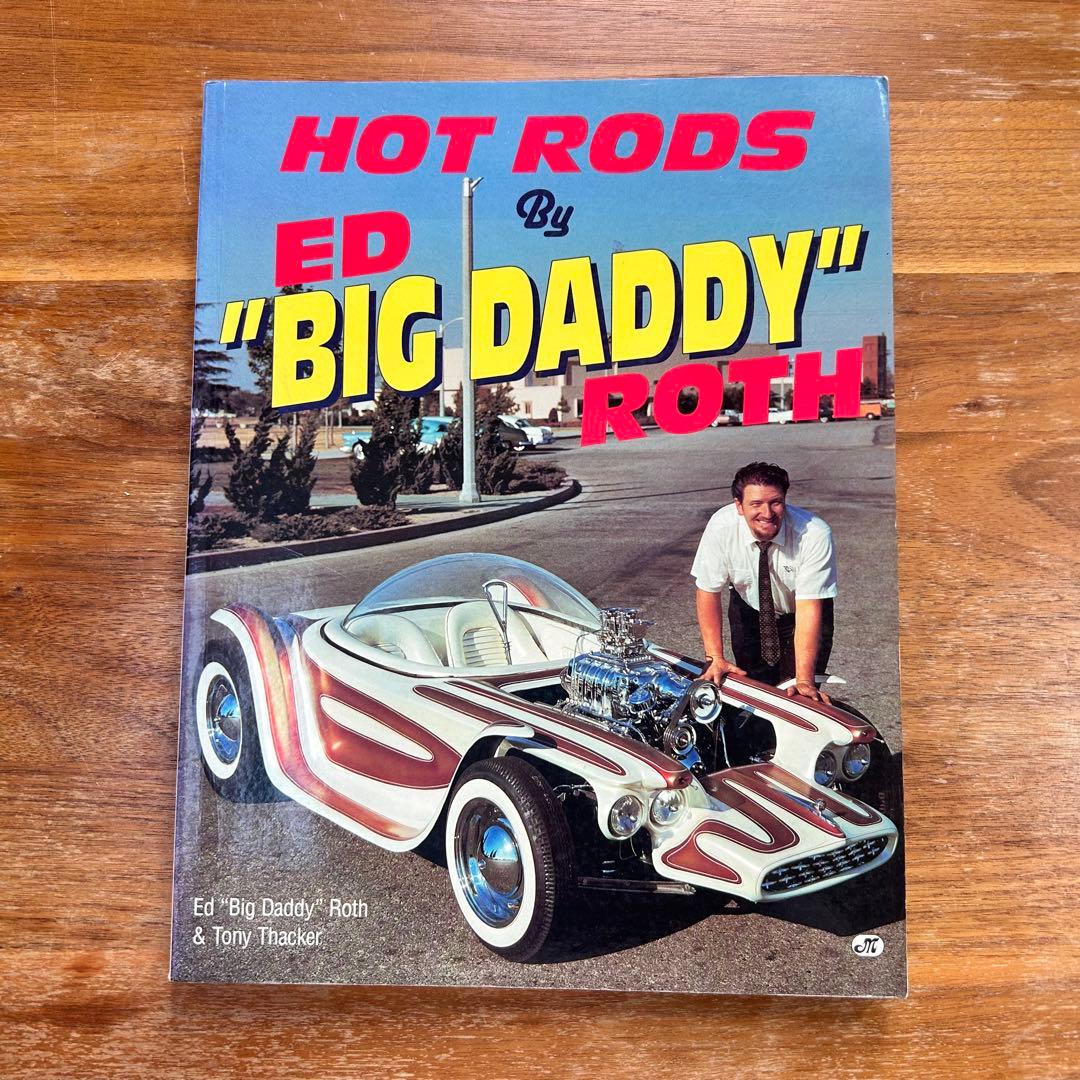 HOT RODS
By
ED
"BIG DADDY"
ROTH
Ed "Big Daddy" Roth
& Tony Thacker
M